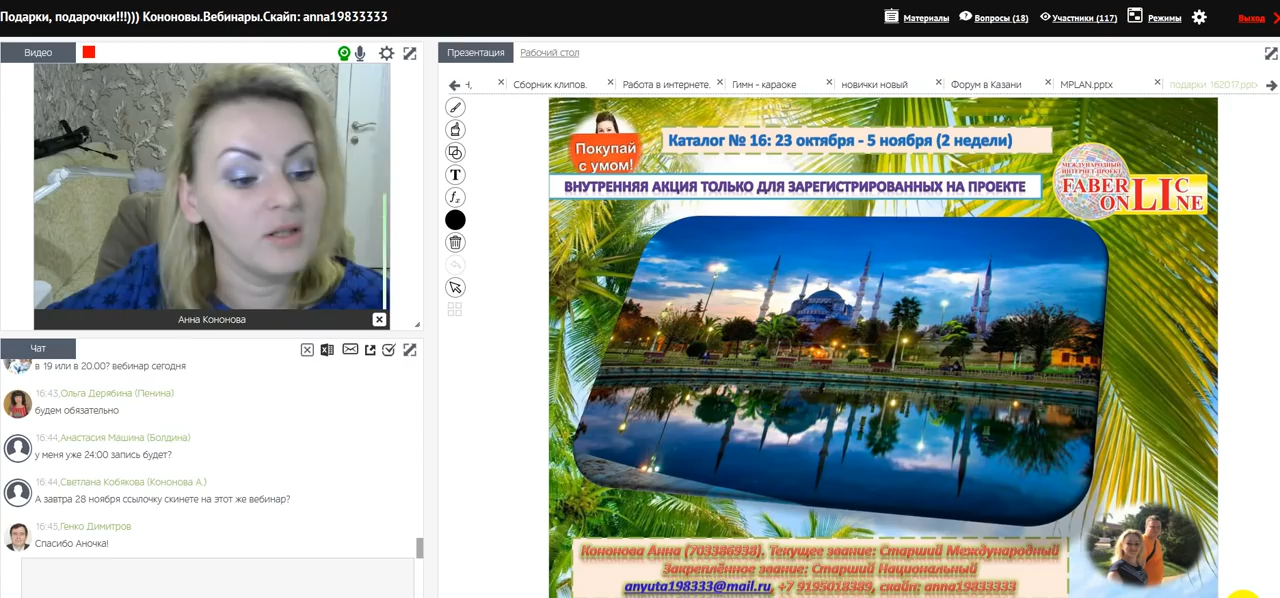 Подарки, подарочки!!!))) Кононовы.Вебинары.Скайп: anna19833333
Материалы
Вопросы (18)
Участники (117)
Режимы
Выход
Видео
Анна Кононова
Чат
в 19 или в 20.00? вебинар сегодня
16:43,Ольга Дерябина (Пенина)
будем обязательно
16:44,Анастасия Машина (Болдина)
у меня уже 24:00 запись будет?
16:44,Светлана Кобякова (Кононова А.)
А завтра 28 ноября ссылочку скинете на этот же вебинар?
16:45,Генко Димитров
Спасибо Аночка!
Презентация
Рабочий стол
Сборник клипов.
Работа в интернете.
Гимн - караоке
новички новый
Форум в Казани
MPLAN.pptx
подарки 162017.pptx
T
Покупай
с умом!
Каталог № 16: 23 октября - 5 ноября (2 недели)
ВНУТРЕННЯЯ АКЦИЯ ТОЛЬКО ДЛЯ ЗАРЕГИСТРИРОВАННЫХ НА ПРОЕКТЕ
МЕЖДУНАРОДНЫЙ
ИНТЕРНЕТ-ПРОЕКТ
FABERLIC
ONLINE
Кононова Анна (703386938). Текущее звание: Старший Международный
Закреплённое звание: Старший Национальный
anyuta198333@mail.ru, +7 9195018389, скайп: anna19833333